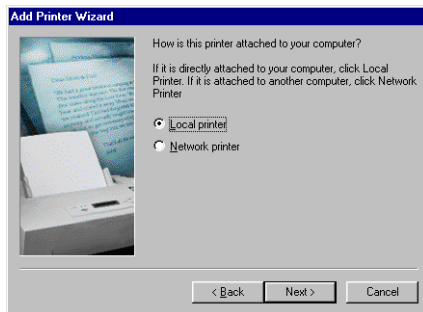 Add Printer Wizard
How is this printer attached to your computer?
If it is directly attached to your computer, click Local
Printer. If it is attached to another computer, click Network
Printer
Local printer
Network printer
< Back
Next >
Cancel